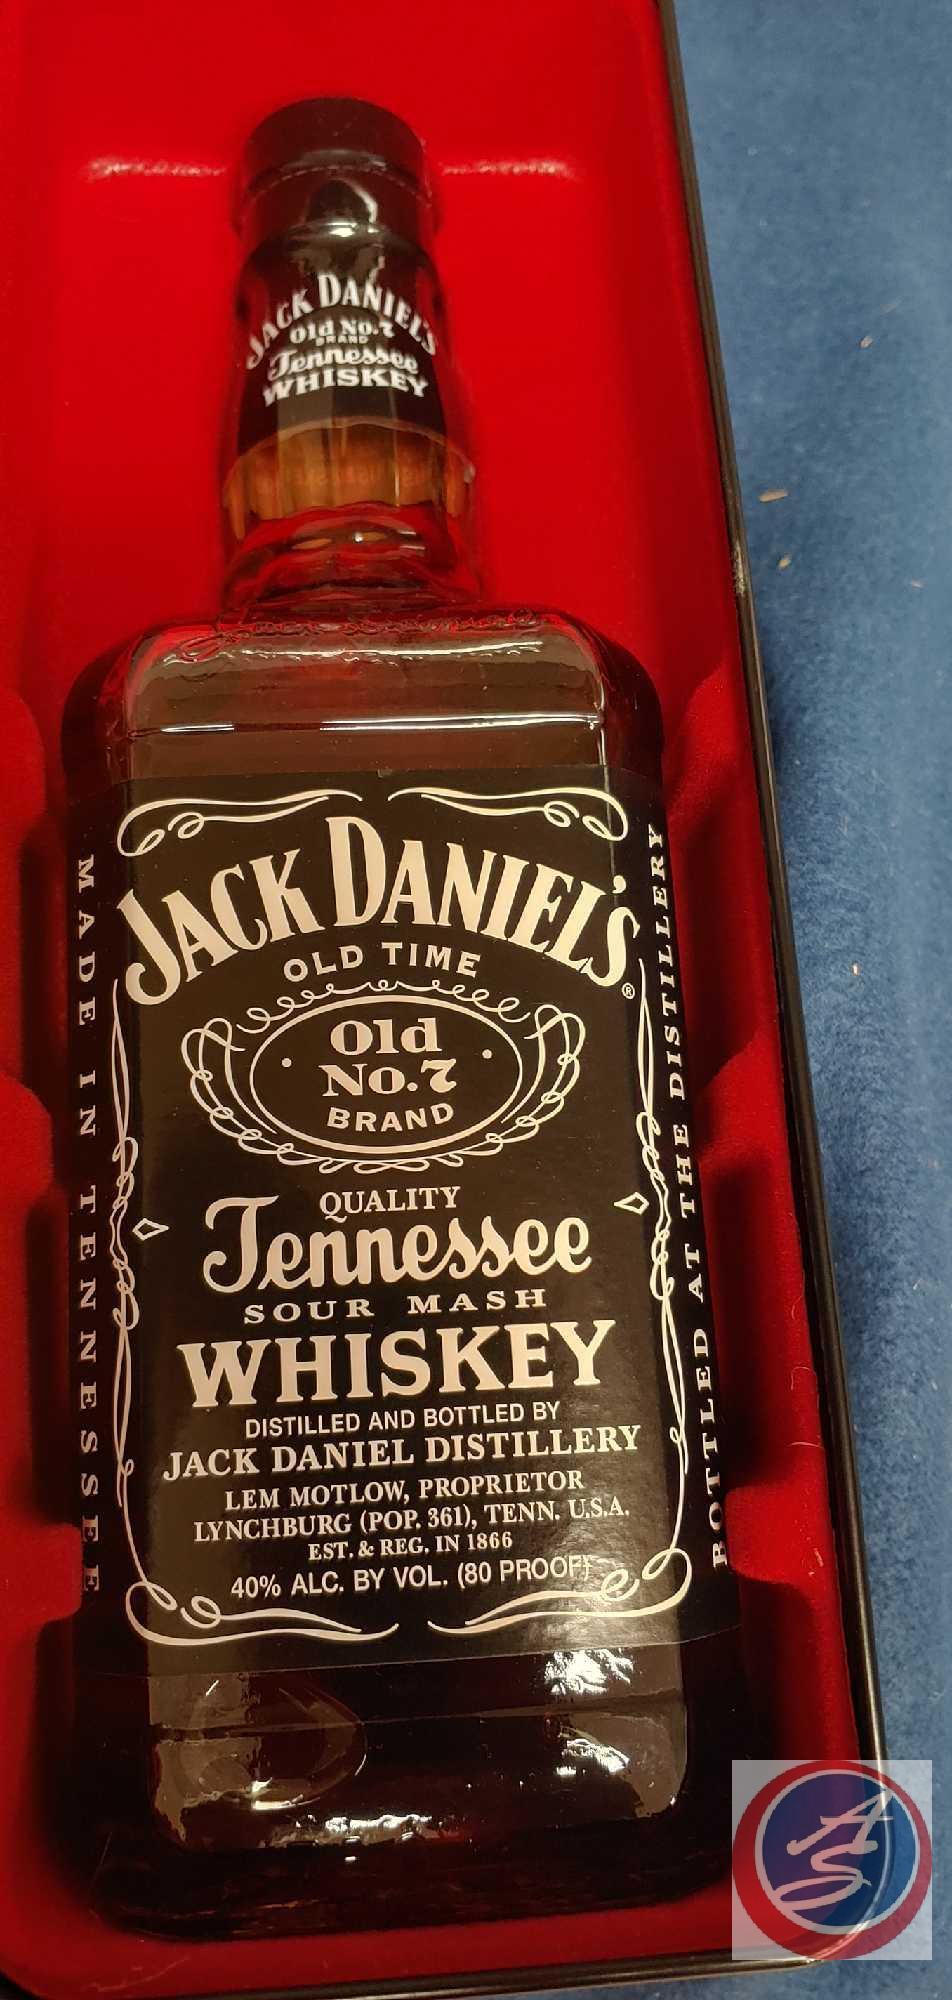 JACK DANIEL'S
Old No.7
BRAND
Tennessee
WHISKEY
JACK DANIEL'S
OLD TIME
Old
No.7
BRAND
QUALITY
Tennessee
SOUR MASH
WHISKEY
DISTILLED AND BOTTLED BY
JACK DANIEL DISTILLERY
LEM MOTLOW, PROPRIETOR
LYNCHBURG (POP. 361), TENN. U.S.A.
EST. & REG. IN 1866
40% ALC. BY VOL. (80 PROOF)
MADE IN TENNESSEE
BOTTLED AT THE DISTILLERY
AS